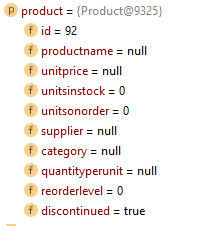 p product = {Product@9325}
f id = 92
f productname = null
f unitprice = null
f unitsinstock = 0
f unitsonorder = 0
f supplier = null
f category = null
f quantityperunit = null
f reorderlevel = 0
f discontinued = true